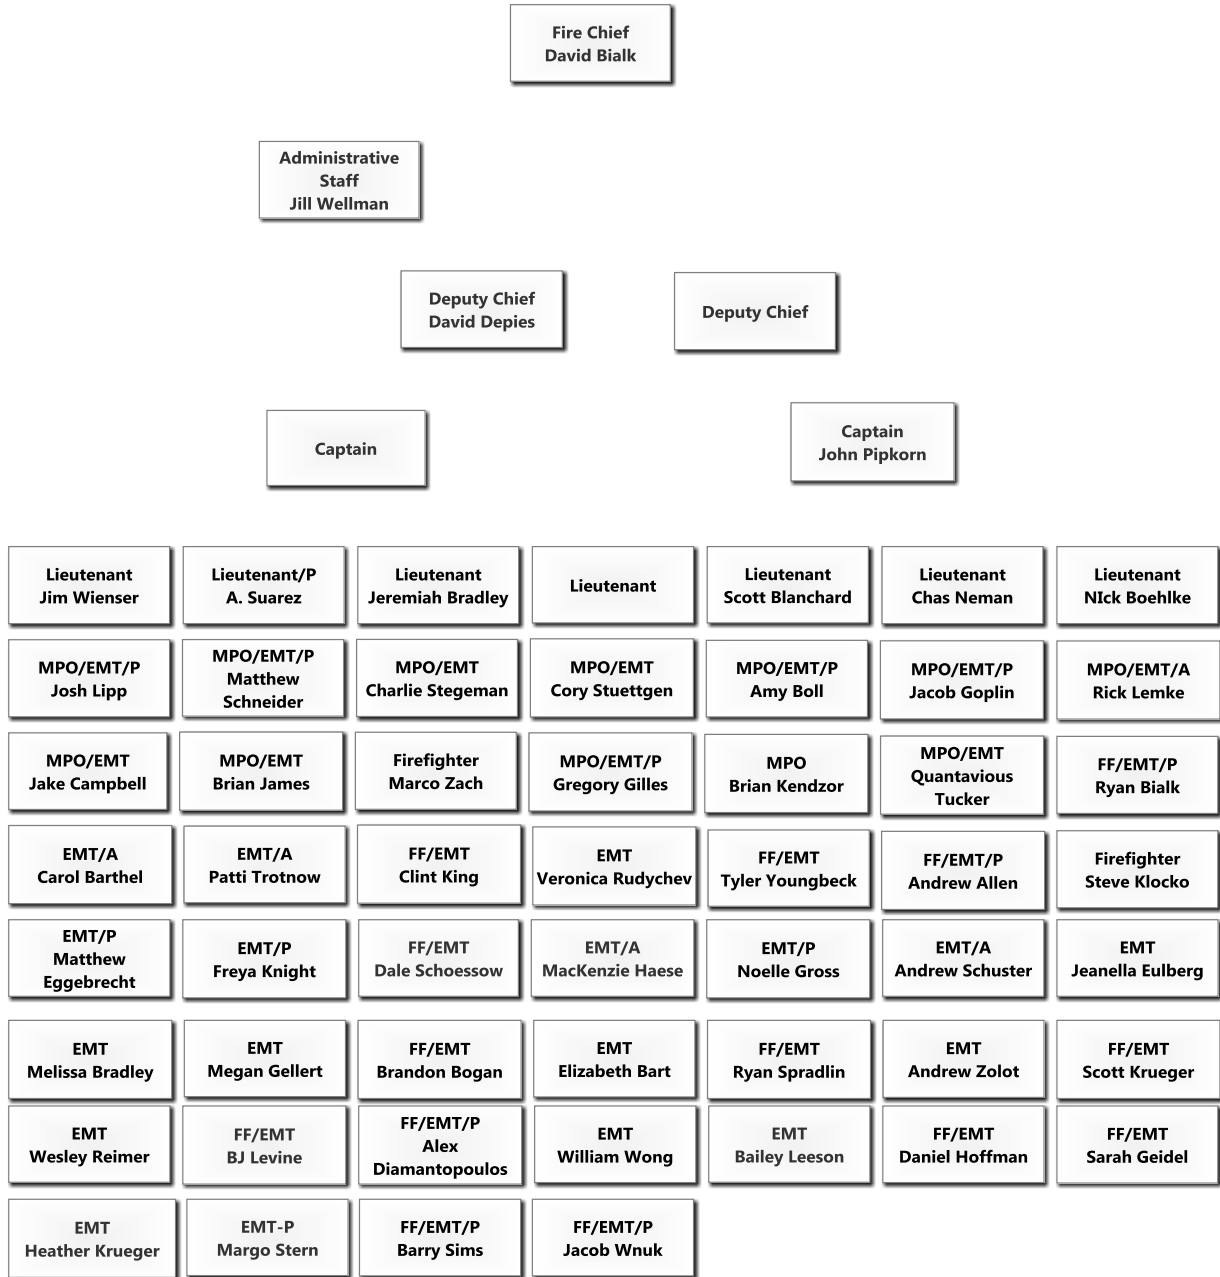 Fire Chief
David Bialk
Administrative
Staff
Jill Wellman
Deputy Chief
David Depies
Deputy Chief
Captain
Captain
John Pipkorn
Lieutenant
Jim Wienser
Lieutenant/P
A. Suarez
Lieutenant
Jeremiah Bradley
Lieutenant
Lieutenant
Scott Blanchard
Lieutenant
Chas Neman
Lieutenant
NIck Boehlke
MPO/EMT/P
Josh Lipp
MPO/EMT/P
Matthew
Schneider
MPO/EMT
Charlie Stegeman
MPO/EMT
Cory Stuettgen
MPO/EMT/P
Amy Boll
MPO/EMT/P
Jacob Goplin
MPO/EMT/A
Rick Lemke
MPO/EMT
Jake Campbell
MPO/EMT
Brian James
Firefighter
Marco Zach
MPO/EMT/P
Gregory Gilles
MPO
Brian Kendzor
MPO/EMT
Quantavious
Tucker
FF/EMT/P
Ryan Bialk
EMT/A
Carol Barthel
EMT/A
Patti Trotnow
FF/EMT
Clint King
EMT
Veronica Rudychev
FF/EMT
Tyler Youngbeck
FF/EMT/P
Andrew Allen
Firefighter
Steve Klocko
EMT/P
Matthew
Eggebrecht
EMT/P
Freya Knight
FF/EMT
Dale Schoessow
EMT/A
MacKenzie Haese
EMT/P
Noelle Gross
EMT/A
Andrew Schuster
EMT
Jeanella Eulberg
EMT
Melissa Bradley
EMT
Megan Gellert
FF/EMT
Brandon Bogan
EMT
Elizabeth Bart
FF/EMT
Ryan Spradlin
EMT
Andrew Zolot
FF/EMT
Scott Krueger
EMT
Wesley Reimer
FF/EMT
BJ Levine
FF/EMT/P
Alex
Diamantopoulos
EMT
William Wong
EMT
Bailey Leeson
FF/EMT
Daniel Hoffman
FF/EMT
Sarah Geidel
EMT
Heather Krueger
EMT-P
Margo Stern
FF/EMT/P
Barry Sims
FF/EMT/P
Jacob Wnuk